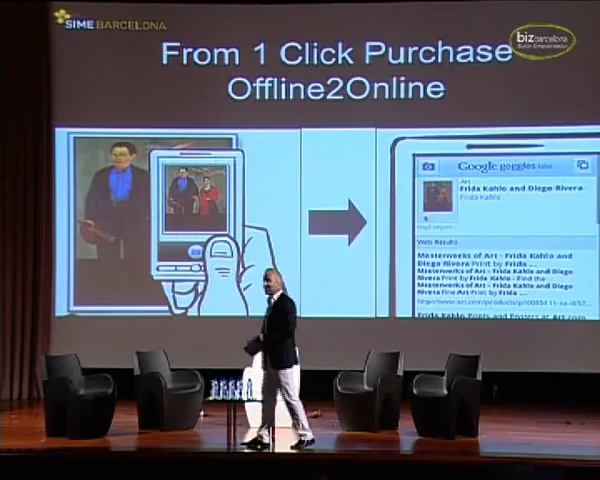 SIME BARCELONA
bizbarcelona
From 1 Click Purchase
Offline2Online
Google goggles labs
Art
Frida Kahlo and Diego Rivera
Frida Kahlo
Web Results
Masterworks of Art - Frida Kahlo and
Diego Rivera Print by Frida ...
Masterworks of Art - Frida Kahlo and Diego
Rivera Print by Frida Kahlo - Find the
Masterworks of Art - Frida Kahlo and Diego
Rivera Fine Art Print by Frida ...
Frida Kahlo Prints and Posters at Art.com